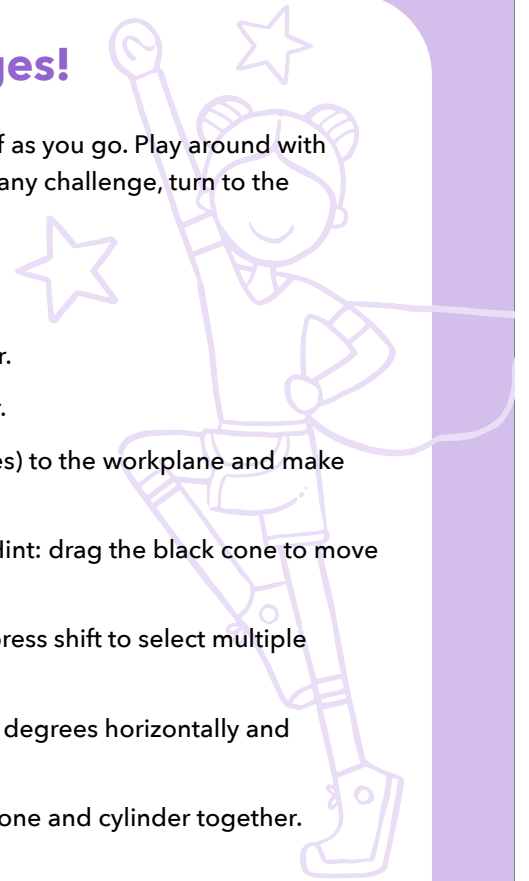 ges!
f as you go. Play around with
any challenge, turn to the
r.
r.
es) to the workplane and make
Hint: drag the black cone to move
press shift to select multiple
degrees horizontally and
one and cylinder together.